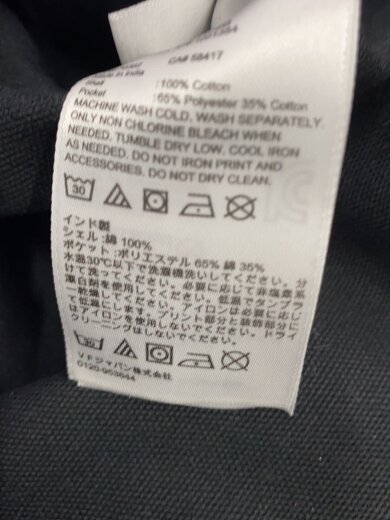 in India CA# 58417
Shell :100% Cotton
Pocket :65% Polyester 35% Cotton
MACHINE WASH COLD. WASH SEPARATELY.
ONLY NON CHLORINE BLEACH WHEN
NEEDED. TUMBLE DRY LOW. COOL IRON
AS NEEDED. DO NOT IRON PRINT AND
ACCESSORIES. DO NOT DRY CLEAN.
30
インド製
シェル：綿 100%
ポケット：ポリエステル 65% 綿 35%
水温30℃以下で洗濯機洗いしてください。分
けて洗ってください。必要に応じて非塩素系
漂白剤を使用してください。低温でタンブラ
ー乾燥してください。アイロンは必要に応じ
て低温にします。プリント部分と装飾部分に
はアイロンを使用しないでください。ドライ
クリーニングはしないでください。
30
VFジャパン株式会社
0120-953644